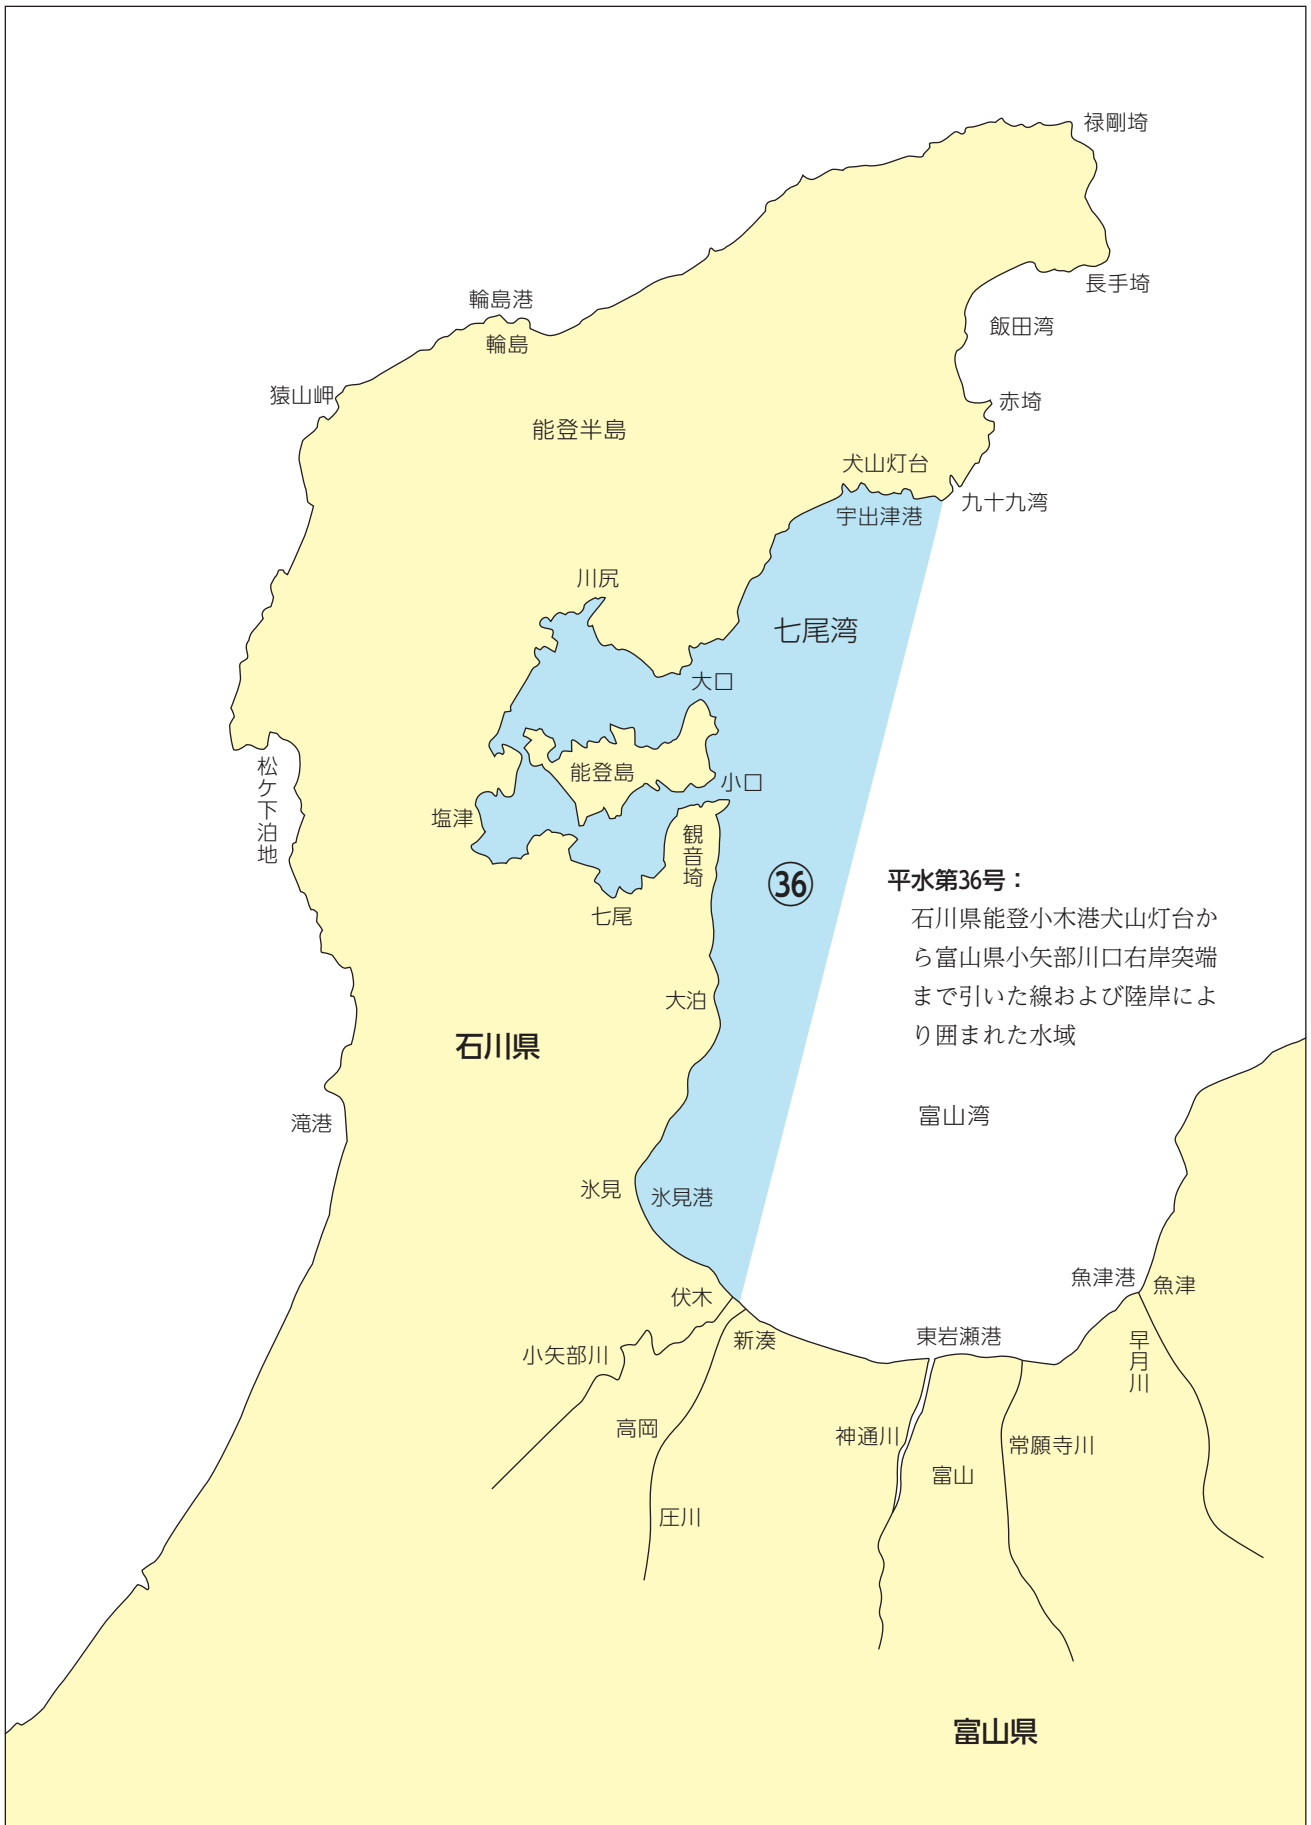 禄剛埼
長手埼
輪島港
飯田湾
輪島
猿山岬
赤埼
能登半島
犬山灯台
九十九湾
宇出津港
川尻
七尾湾
大口
能登島
小口
松ケ下泊地
塩津
観音埼
36
平水第36号：
石川県能登小木港犬山灯台か
ら富山県小矢部川口右岸突端
まで引いた線および陸岸によ
り囲まれた水域
七尾
大泊
石川県
富山湾
滝港
氷見
氷見港
魚津港
魚津
伏木
新湊
東岩瀬港
小矢部川
早月川
高岡
神通川
常願寺川
富山
圧川
富山県